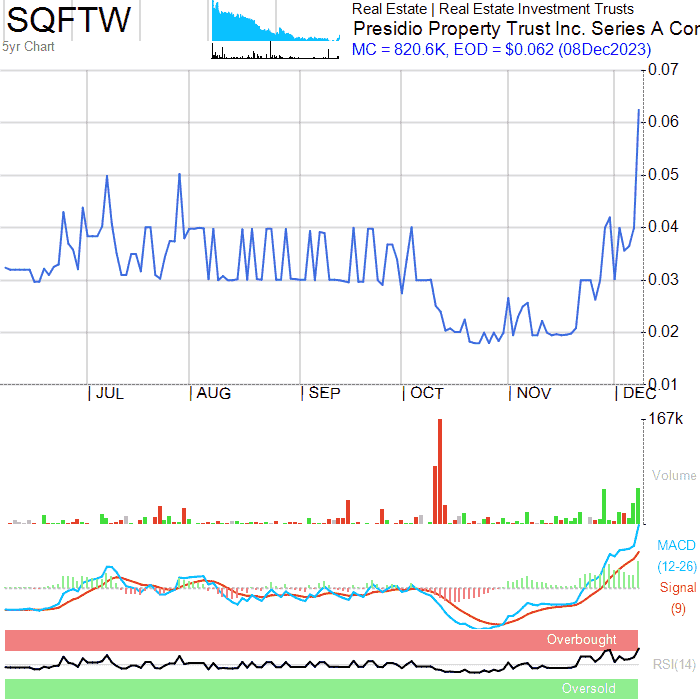 SQFTW
5yr Chart
Real Estate | Real Estate Investment Trusts
Presidio Property Trust Inc. Series A Cor
MC = 820.6K, EOD = $0.062 (08Dec2023)
0.07
0.06
0.05
0.04
0.03
0.02
0.01
JUL
AUG
SEP
OCT
NOV
DEC
167k
Volume
MACD
(12-26)
Signal
(9)
Overbought
RSI(14)
Oversold